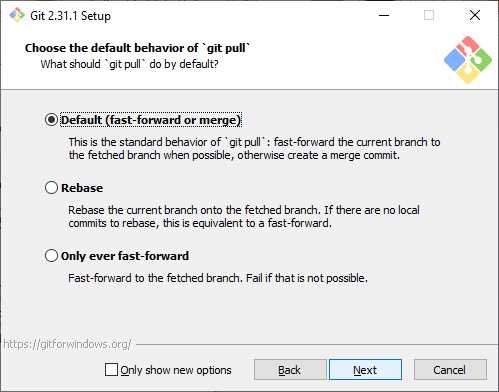 Git 2.31.1 Setup
Choose the default behavior of `git pull`
What should `git pull` do by default?
Default (fast-forward or merge)
This is the standard behavior of `git pull`: fast-forward the current branch to
the fetched branch when possible, otherwise create a merge commit.
Rebase
Rebase the current branch onto the fetched branch. If there are no local
commits to rebase, this is equivalent to a fast-forward.
Only ever fast-forward
Fast-forward to the fetched branch. Fail if that is not possible.
https://gitforwindows.org/
Only show new options
Back
Next
Cancel